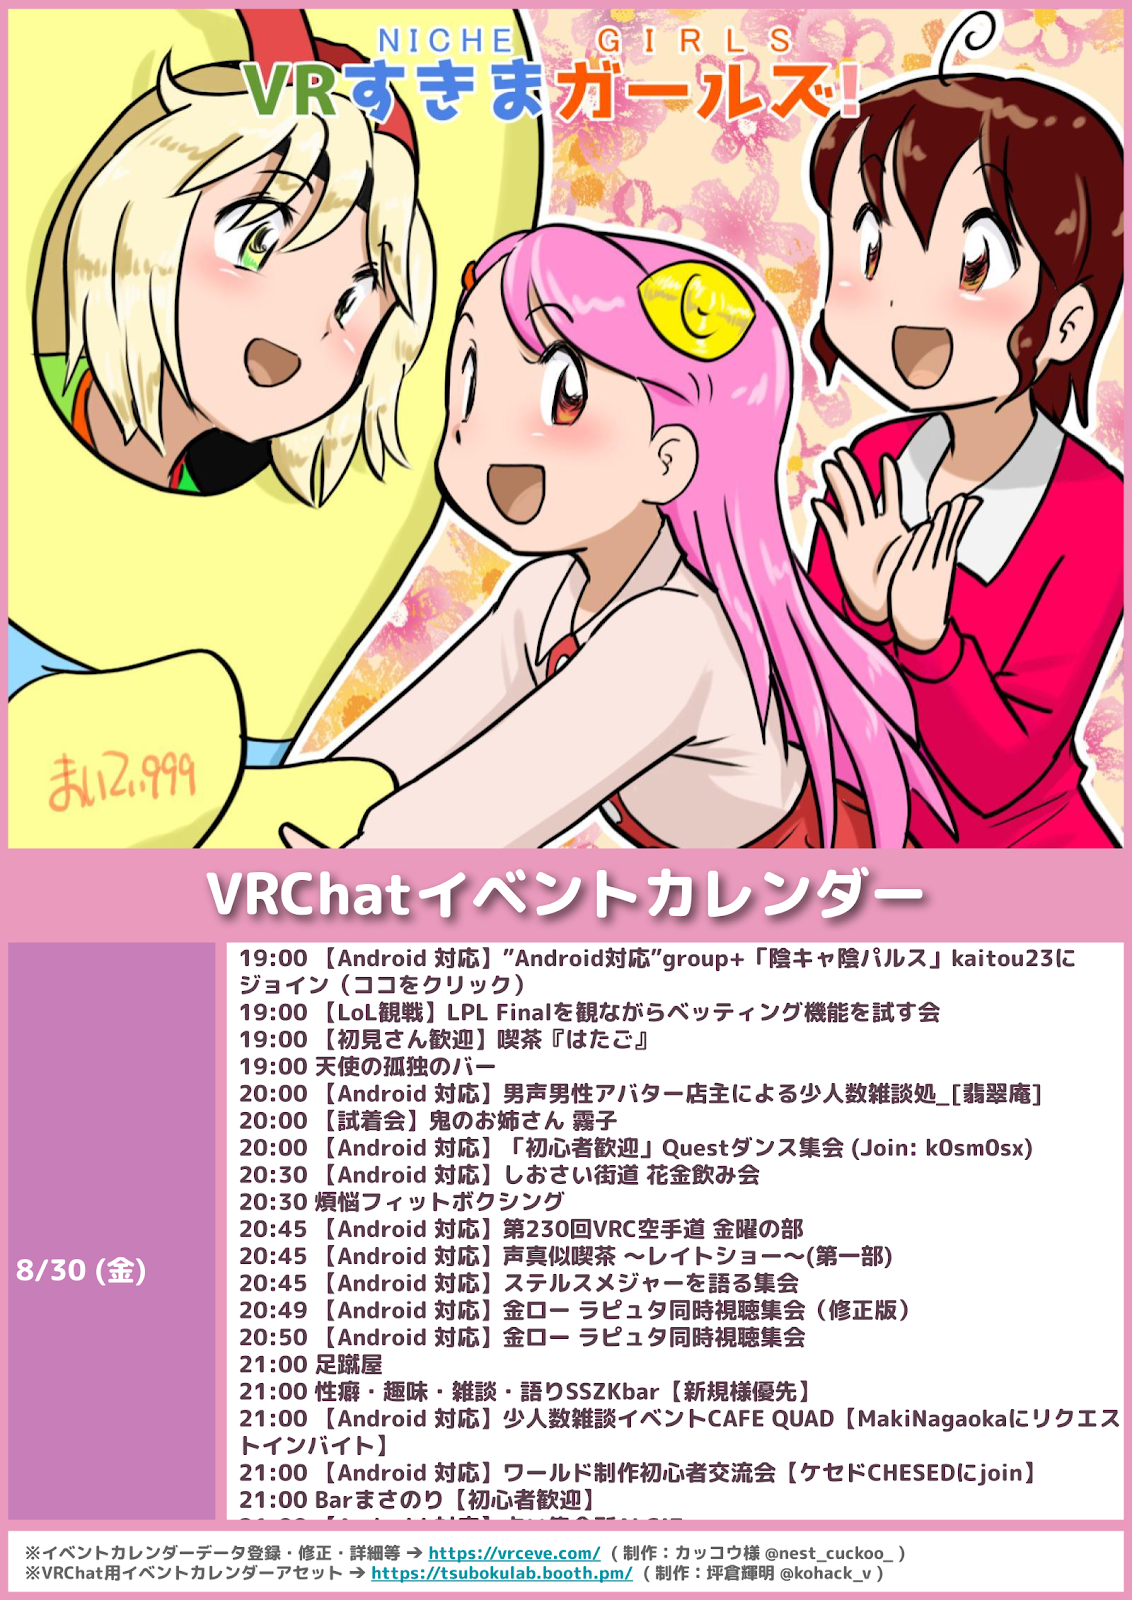 NICHE GIRLS
VRすきまガールズ!
まいこぃ999
VRChatイベントカレンダー
8/30 (金)
19:00 【Android 対応】”Android対応”group+「陰キャ陰パルス」kaitou23に
ジョイン（ココをクリック）
19:00 【LoL観戦】LPL Finalを観ながらベッティング機能を試す会
19:00 【初見さん歓迎】喫茶『はたご』
19:00 天使の孤独のバー
20:00 【Android 対応】男声男性アバター店主による少人数雑談処_[翡翠庵]
20:00 【試着会】鬼のお姉さん 霧子
20:00 【Android 対応】「初心者歓迎」Questダンス集会 (Join: k0sm0sx)
20:30 【Android 対応】しおさい街道 花金飲み会
20:30 煩悩フィットボクシング
20:45 【Android 対応】第230回VRC空手道 金曜の部
20:45 【Android 対応】声真似喫茶 ～レイトショー～(第一部)
20:45 【Android 対応】ステルスメジャーを語る集会
20:49 【Android 対応】金ロー ラピュタ同時視聴集会（修正版）
20:50 【Android 対応】金ロー ラピュタ同時視聴集会
21:00 足蹴屋
21:00 性癖・趣味・雑談・語りSSZKbar【新規様優先】
21:00 【Android 対応】少人数雑談イベントCAFE QUAD【MakiNagaokaにリクエス
トインバイト】
21:00 【Android 対応】ワールド制作初心者交流会【ケセドCHESEDにjoin】
21:00 Barまさのり【初心者歓迎】
※イベントカレンダーデータ登録・修正・詳細等 ➔ https://vrceve.com/ ( 制作：カッコウ様 @nest_cuckoo_ )
※VRChat用イベントカレンダーアセット ➔ https://tsubokulab.booth.pm/ ( 制作：坪倉輝明 @kohack_v )